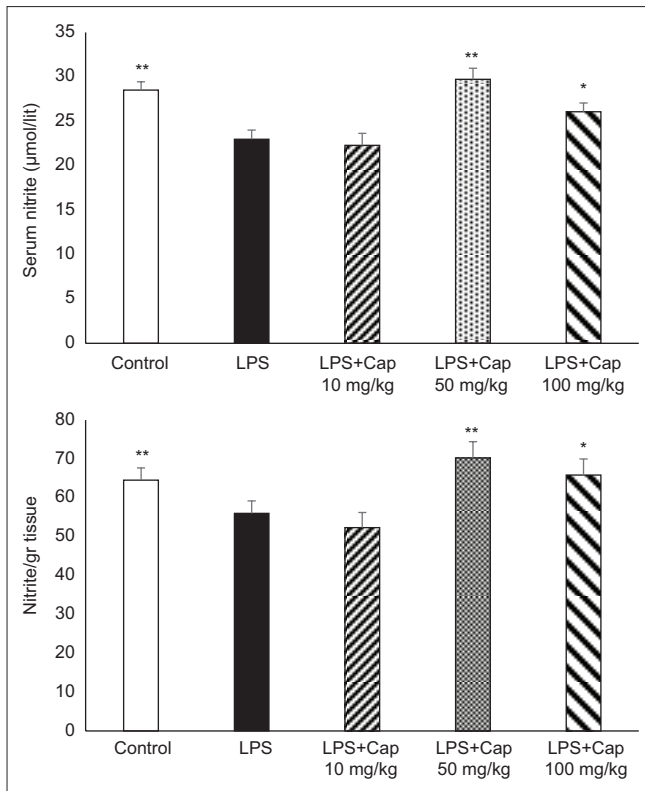 35
30
25
20
15
10
5
0
Serum nitrite (μmol/lit)
**
**
*
Control
LPS
LPS+Cap
10 mg/kg
LPS+Cap
50 mg/kg
LPS+Cap
100 mg/kg
80
70
60
50
40
30
20
10
0
Nitrite/gr tissue
**
**
*
Control
LPS
LPS+Cap
10 mg/kg
LPS+Cap
50 mg/kg
LPS+Cap
100 mg/kg